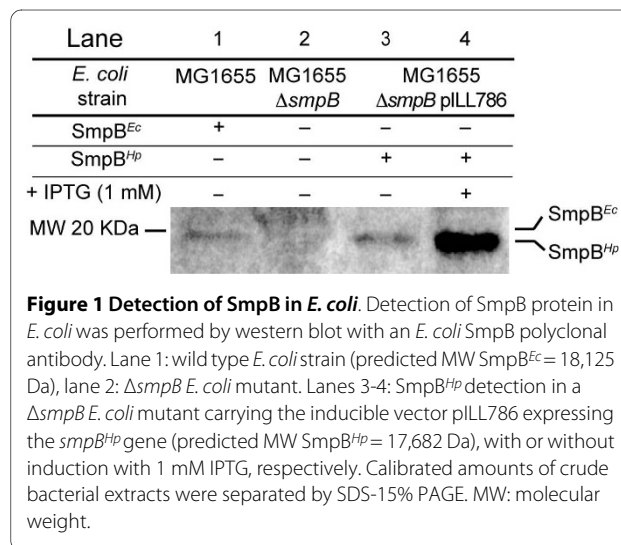 Lane 1 2 3 4
E. coli strain MG1655 MG1655 ΔsmpB MG1655 ΔsmpB pILL786
SmpBᴱᶜ + – – –
SmpBᴴᵖ – – + +
+ IPTG (1 mM) – – – +
MW 20 KDa SmpBᴱᶜ
SmpBᴴᵖ
Figure 1 Detection of SmpB in E. coli. Detection of SmpB protein in
E. coli was performed by western blot with an E. coli SmpB polyclonal
antibody. Lane 1: wild type E. coli strain (predicted MW SmpBᴱᶜ = 18,125
Da), lane 2: ΔsmpB E. coli mutant. Lanes 3-4: SmpBᴴᵖ detection in a
ΔsmpB E. coli mutant carrying the inducible vector pILL786 expressing
the smpBᴴᵖ gene (predicted MW SmpBᴴᵖ = 17,682 Da), with or without
induction with 1 mM IPTG, respectively. Calibrated amounts of crude
bacterial extracts were separated by SDS-15% PAGE. MW: molecular
weight.